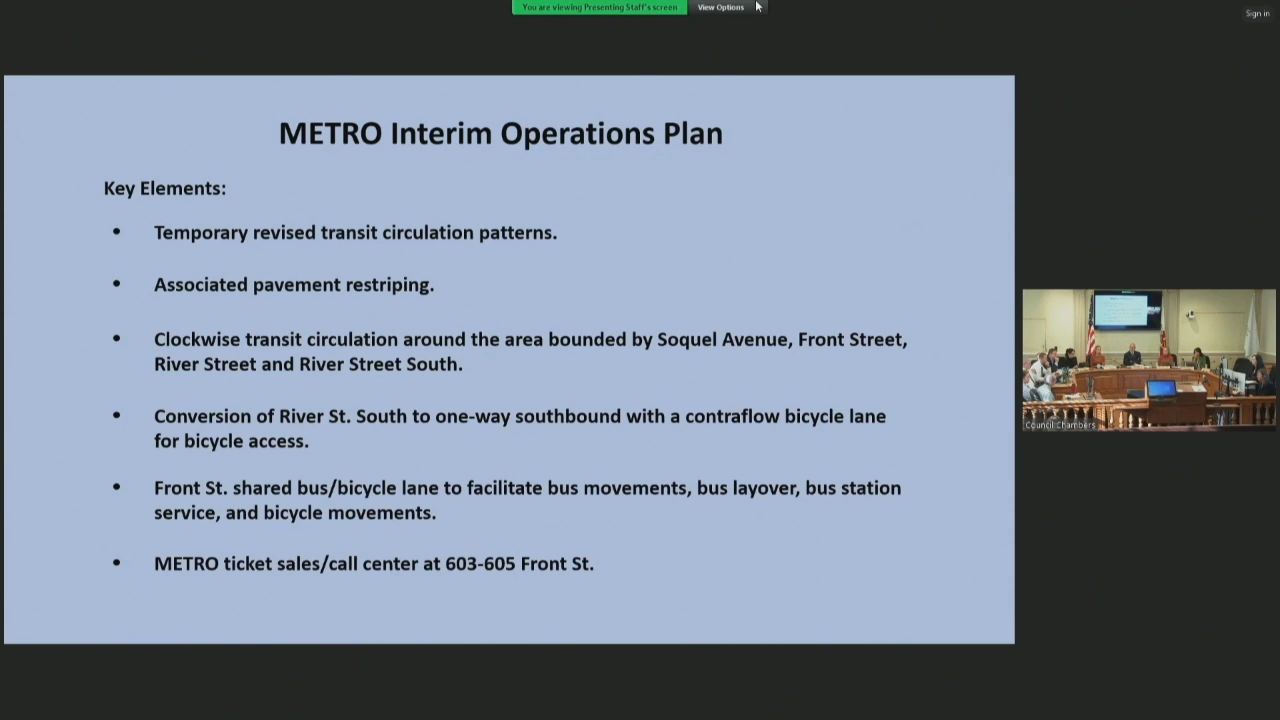 You are viewing Presenting Staff's screen
View Options
Sign in
METRO Interim Operations Plan
Key Elements:
• Temporary revised transit circulation patterns.
• Associated pavement restriping.
• Clockwise transit circulation around the area bounded by Soquel Avenue, Front Street,
River Street and River Street South.
• Conversion of River St. South to one-way southbound with a contraflow bicycle lane
for bicycle access.
• Front St. shared bus/bicycle lane to facilitate bus movements, bus layover, bus station
service, and bicycle movements.
• METRO ticket sales/call center at 603-605 Front St.
Council Chambers